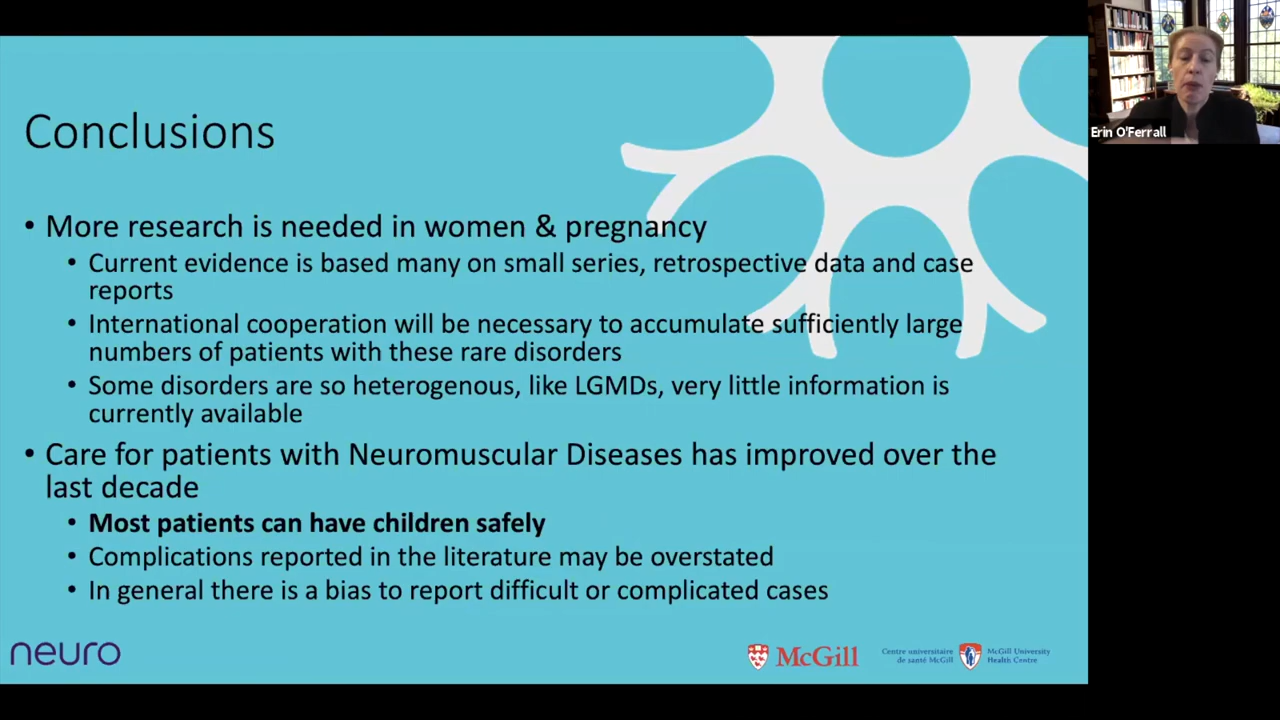 Erin O'Ferrall
Conclusions
• More research is needed in women & pregnancy
• Current evidence is based many on small series, retrospective data and case
reports
• International cooperation will be necessary to accumulate sufficiently large
numbers of patients with these rare disorders
• Some disorders are so heterogenous, like LGMDs, very little information is
currently available
• Care for patients with Neuromuscular Diseases has improved over the
last decade
• Most patients can have children safely
• Complications reported in the literature may be overstated
• In general there is a bias to report difficult or complicated cases
neuro
McGill
Centre universitaire
de santé McGill
McGill University
Health Centre